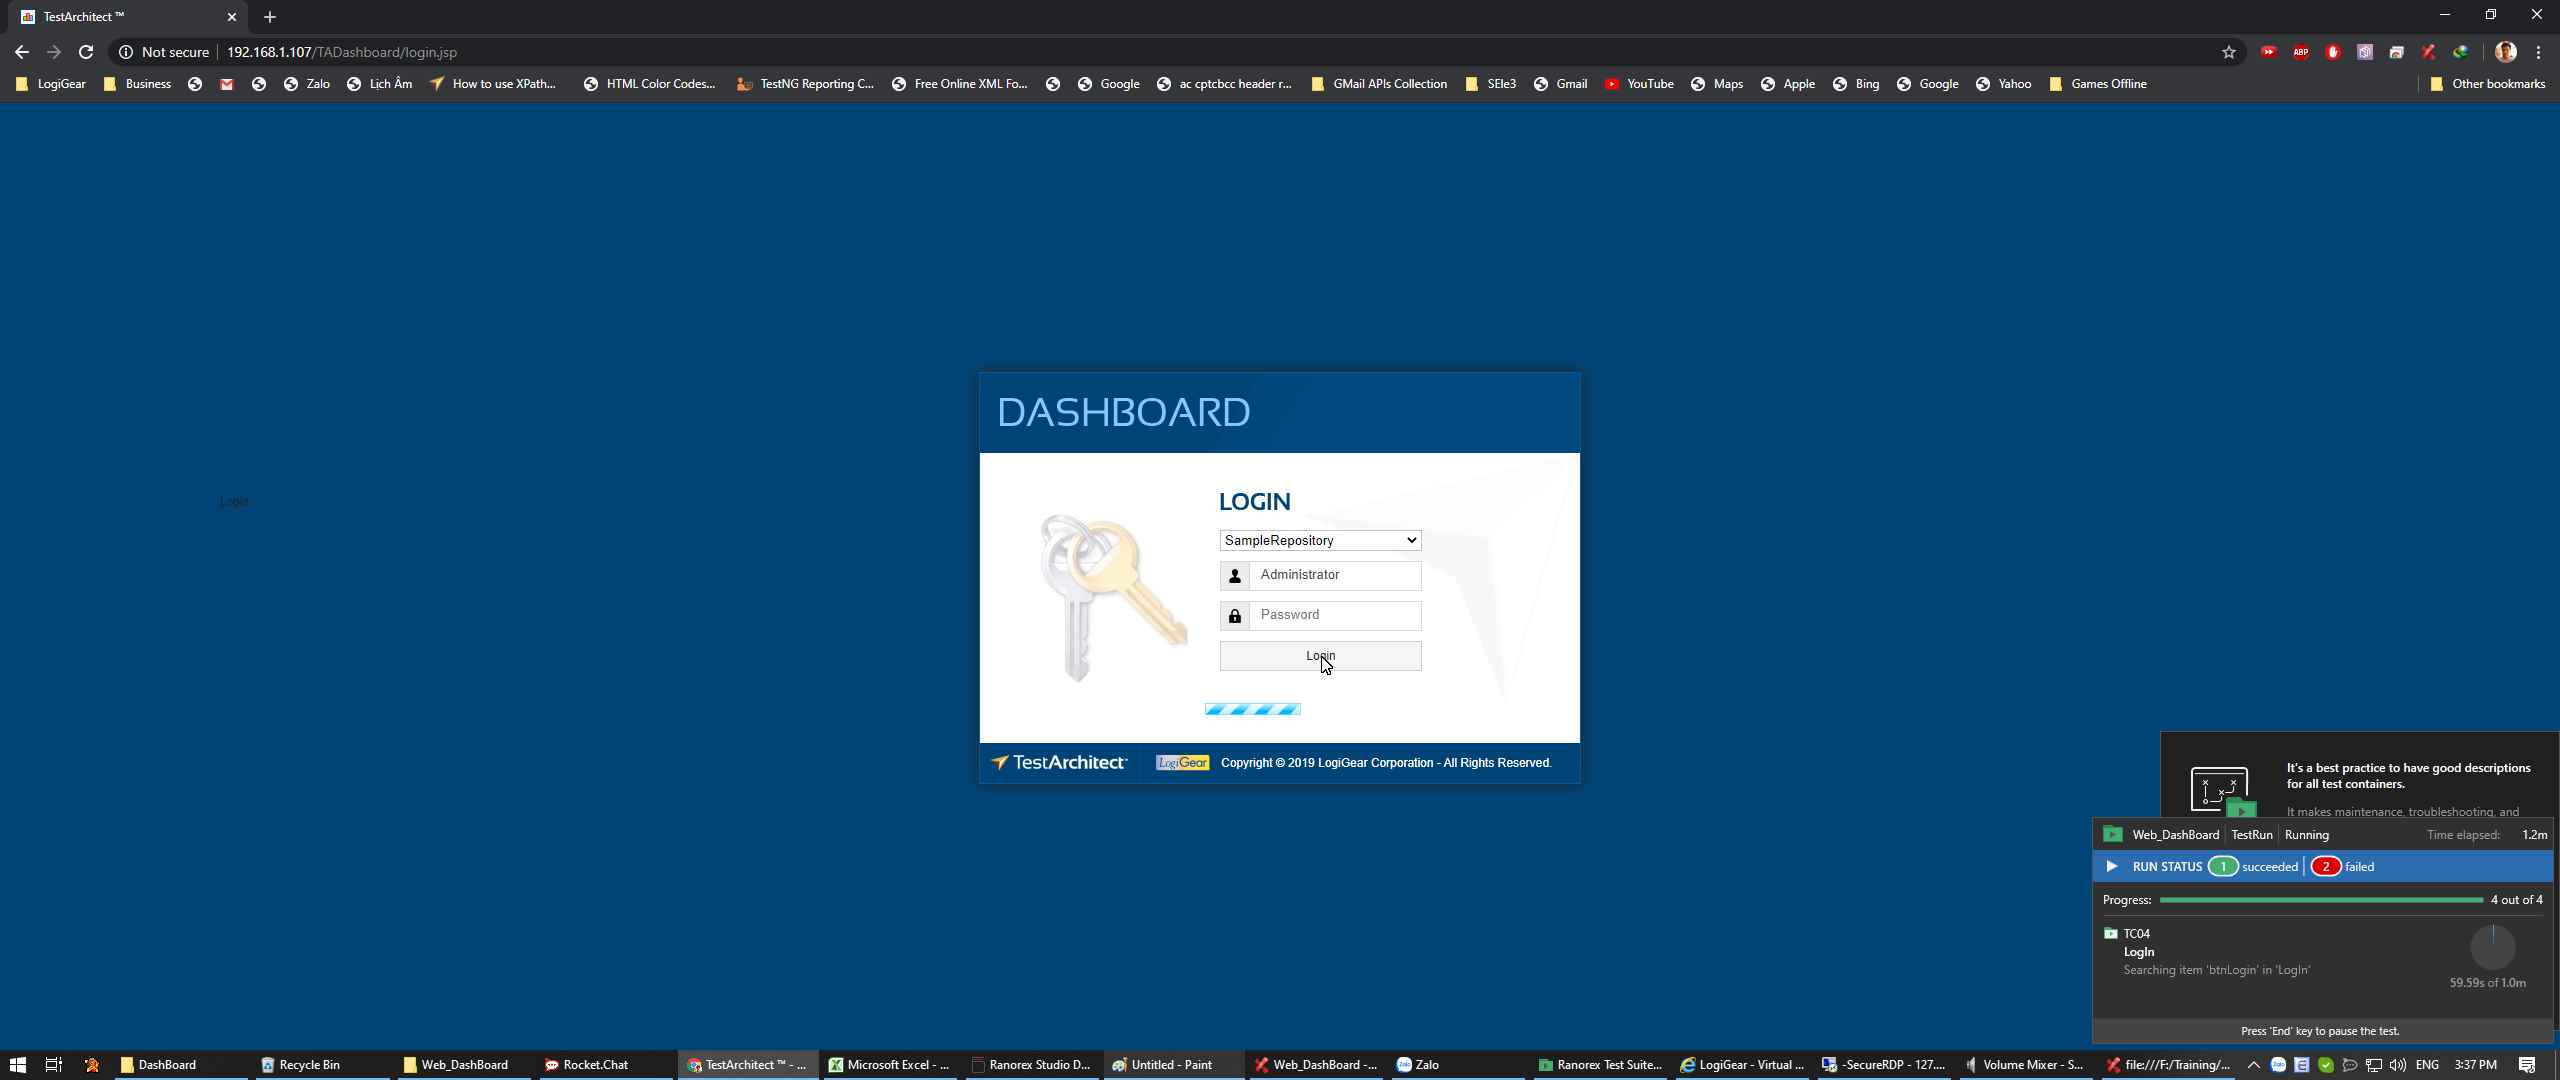 TestArchitect ™
Not secure 192.168.1.107/TADashboard/login.jsp
ABP
LogiGear Business Zalo Lịch Âm How to use XPath... HTML Color Codes... TestNG Reporting C... Free Online XML Fo... Google ac cptcbcc header r... GMail APIs Collection SEle3 Gmail YouTube Maps Apple Bing Google Yahoo Games Offline Other bookmarks
DASHBOARD
LOGIN
Login
SampleRepository
Administrator
Password
Login
TestArchitect™ LogiGear Copyright © 2019 LogiGear Corporation - All Rights Reserved.
It's a best practice to have good descriptions
for all test containers.
It makes maintenance, troubleshooting, and
Web_DashBoard TestRun Running Time elapsed: 1.2m
RUN STATUS 1 succeeded 2 failed
Progress: 4 out of 4
TC04
LogIn
Searching item 'btnLogin' in 'LogIn'
59.59s of 1.0m
Press 'End' key to pause the test.
DashBoard Recycle Bin Web_DashBoard Rocket.Chat TestArchitect ™ - ... Microsoft Excel - ... Ranorex Studio D... Untitled - Paint Web_DashBoard -... Zalo Ranorex Test Suite... LogiGear - Virtual ... -SecureRDP - 127.... Volume Mixer - S... file:///F:/Training/... Zalo ENG 3:37 PM